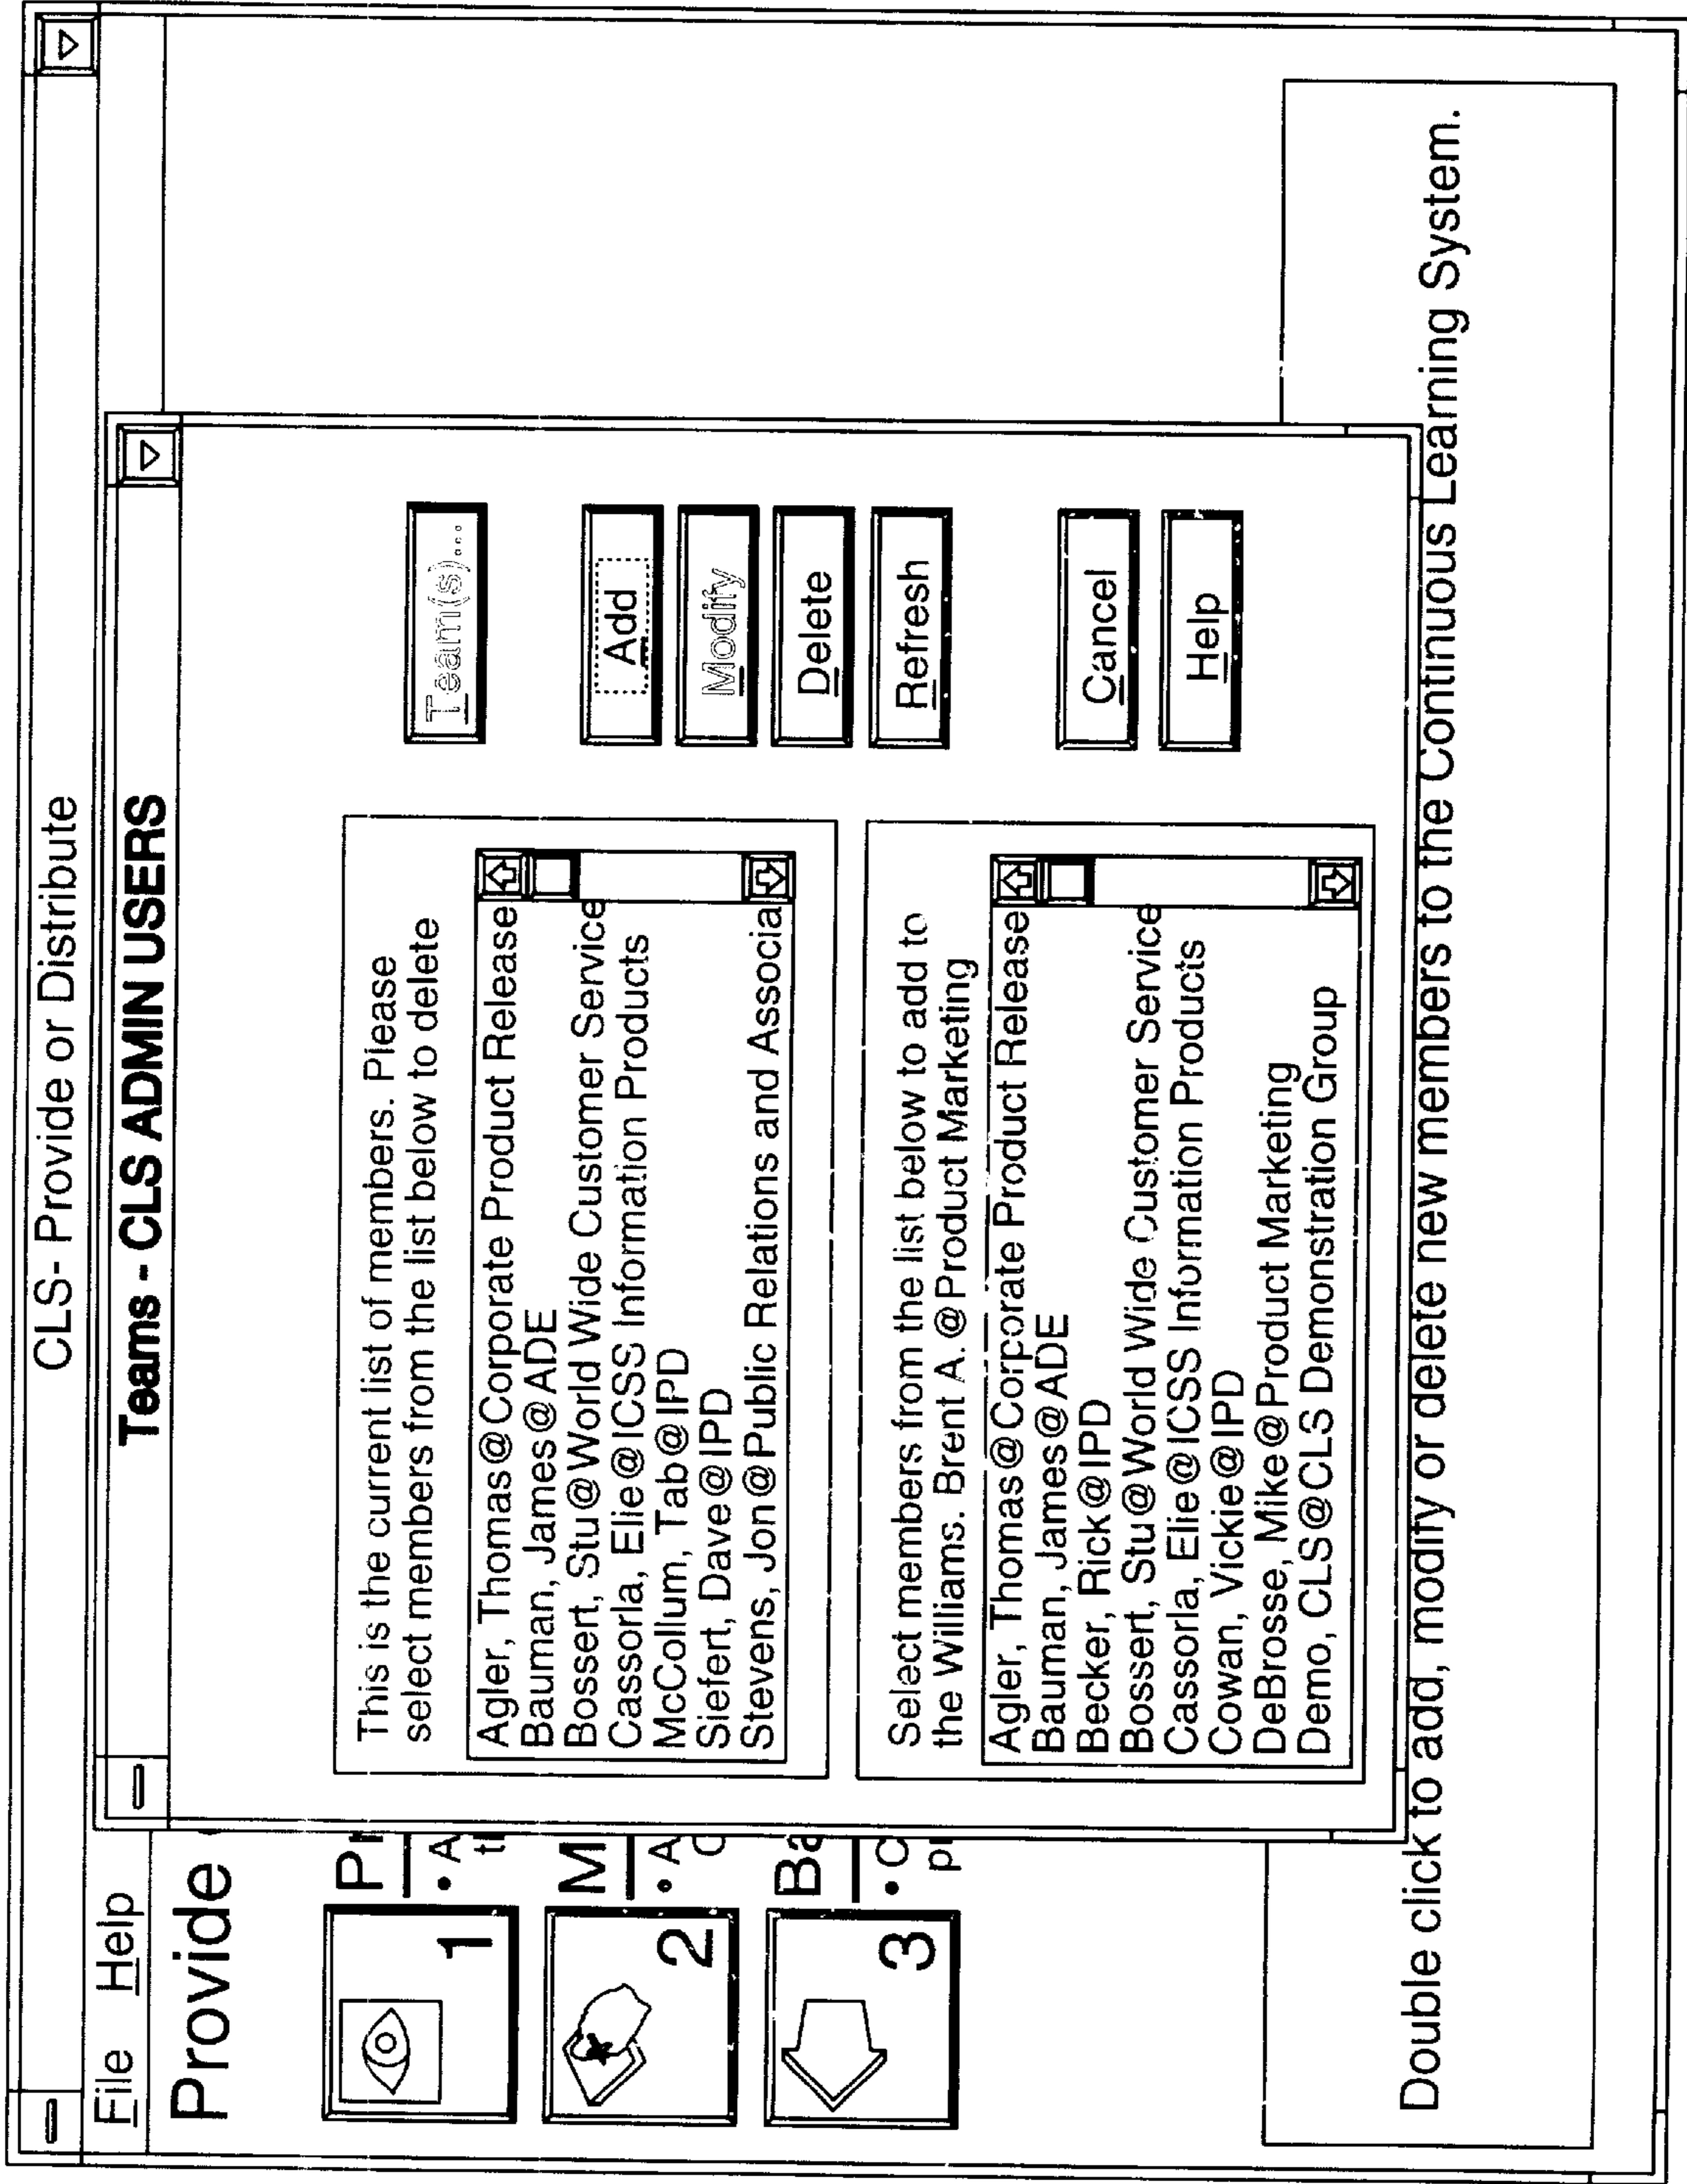 CLS- Provide or Distribute
File Help
Provide
Teams - CLS ADMIN USERS
This is the current list of members. Please
select members from the list below to delete
Agler, Thomas@Corporate Product Release
Bauman, James@ADE
Bossert, Stu@World Wide Customer Service
Cassorla, Elie@ICSS Information Products
McCollum, Tab@IPD
Siefert, Dave@IPD
Stevens, Jon@Public Relations and Associa
Select members from the list below to add to
the Williams. Brent A.@Product Marketing
Agler, Thomas@Corporate Product Release
Bauman, James@ADE
Becker, Rick@IPD
Bossert, Stu@World Wide Customer Service
Cassorla, Elie@ICSS Information Products
Cowan, Vickie@IPD
DeBrosse, Mike@Product Marketing
Demo, CLS@CLS Demonstration Group
Team(s)...
Add
Modify
Delete
Refresh
Cancel
Help
1
• A
2
M
• A
3
Ba
• C
Double click to add, modify or delete new members to the Continuous Learning System.